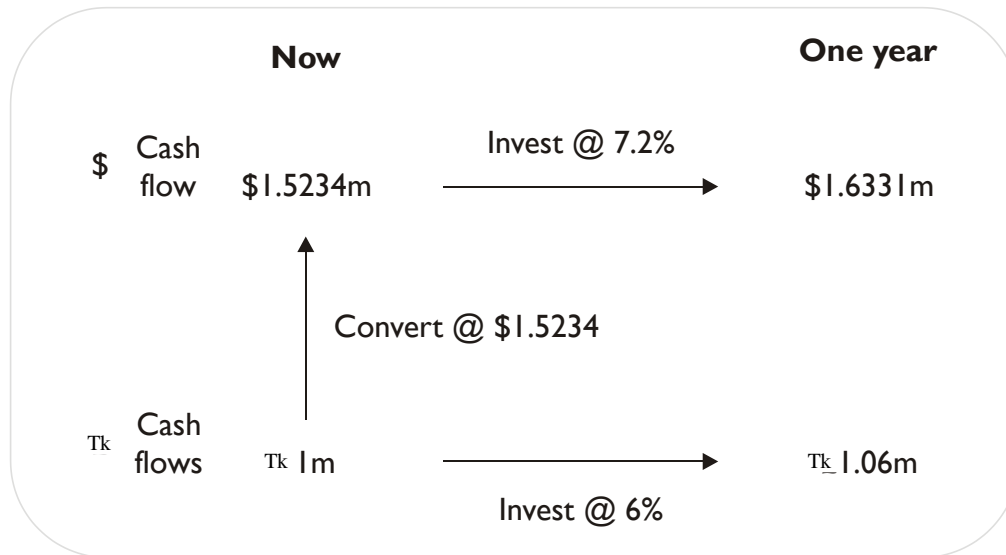 Now One year
Invest @ 7.2%
$ Cash
flow $1.5234m $1.6331m
Convert @ $1.5234
Tk Cash
flows Tk 1m Tk 1.06m
Invest @ 6%